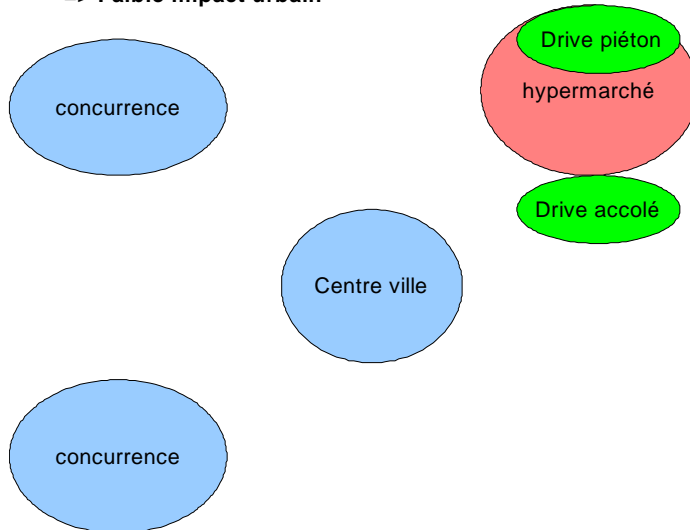 => Faible impact urbain
Drive piéton
hypermarché
concurrence
Drive accolé
Centre ville
concurrence